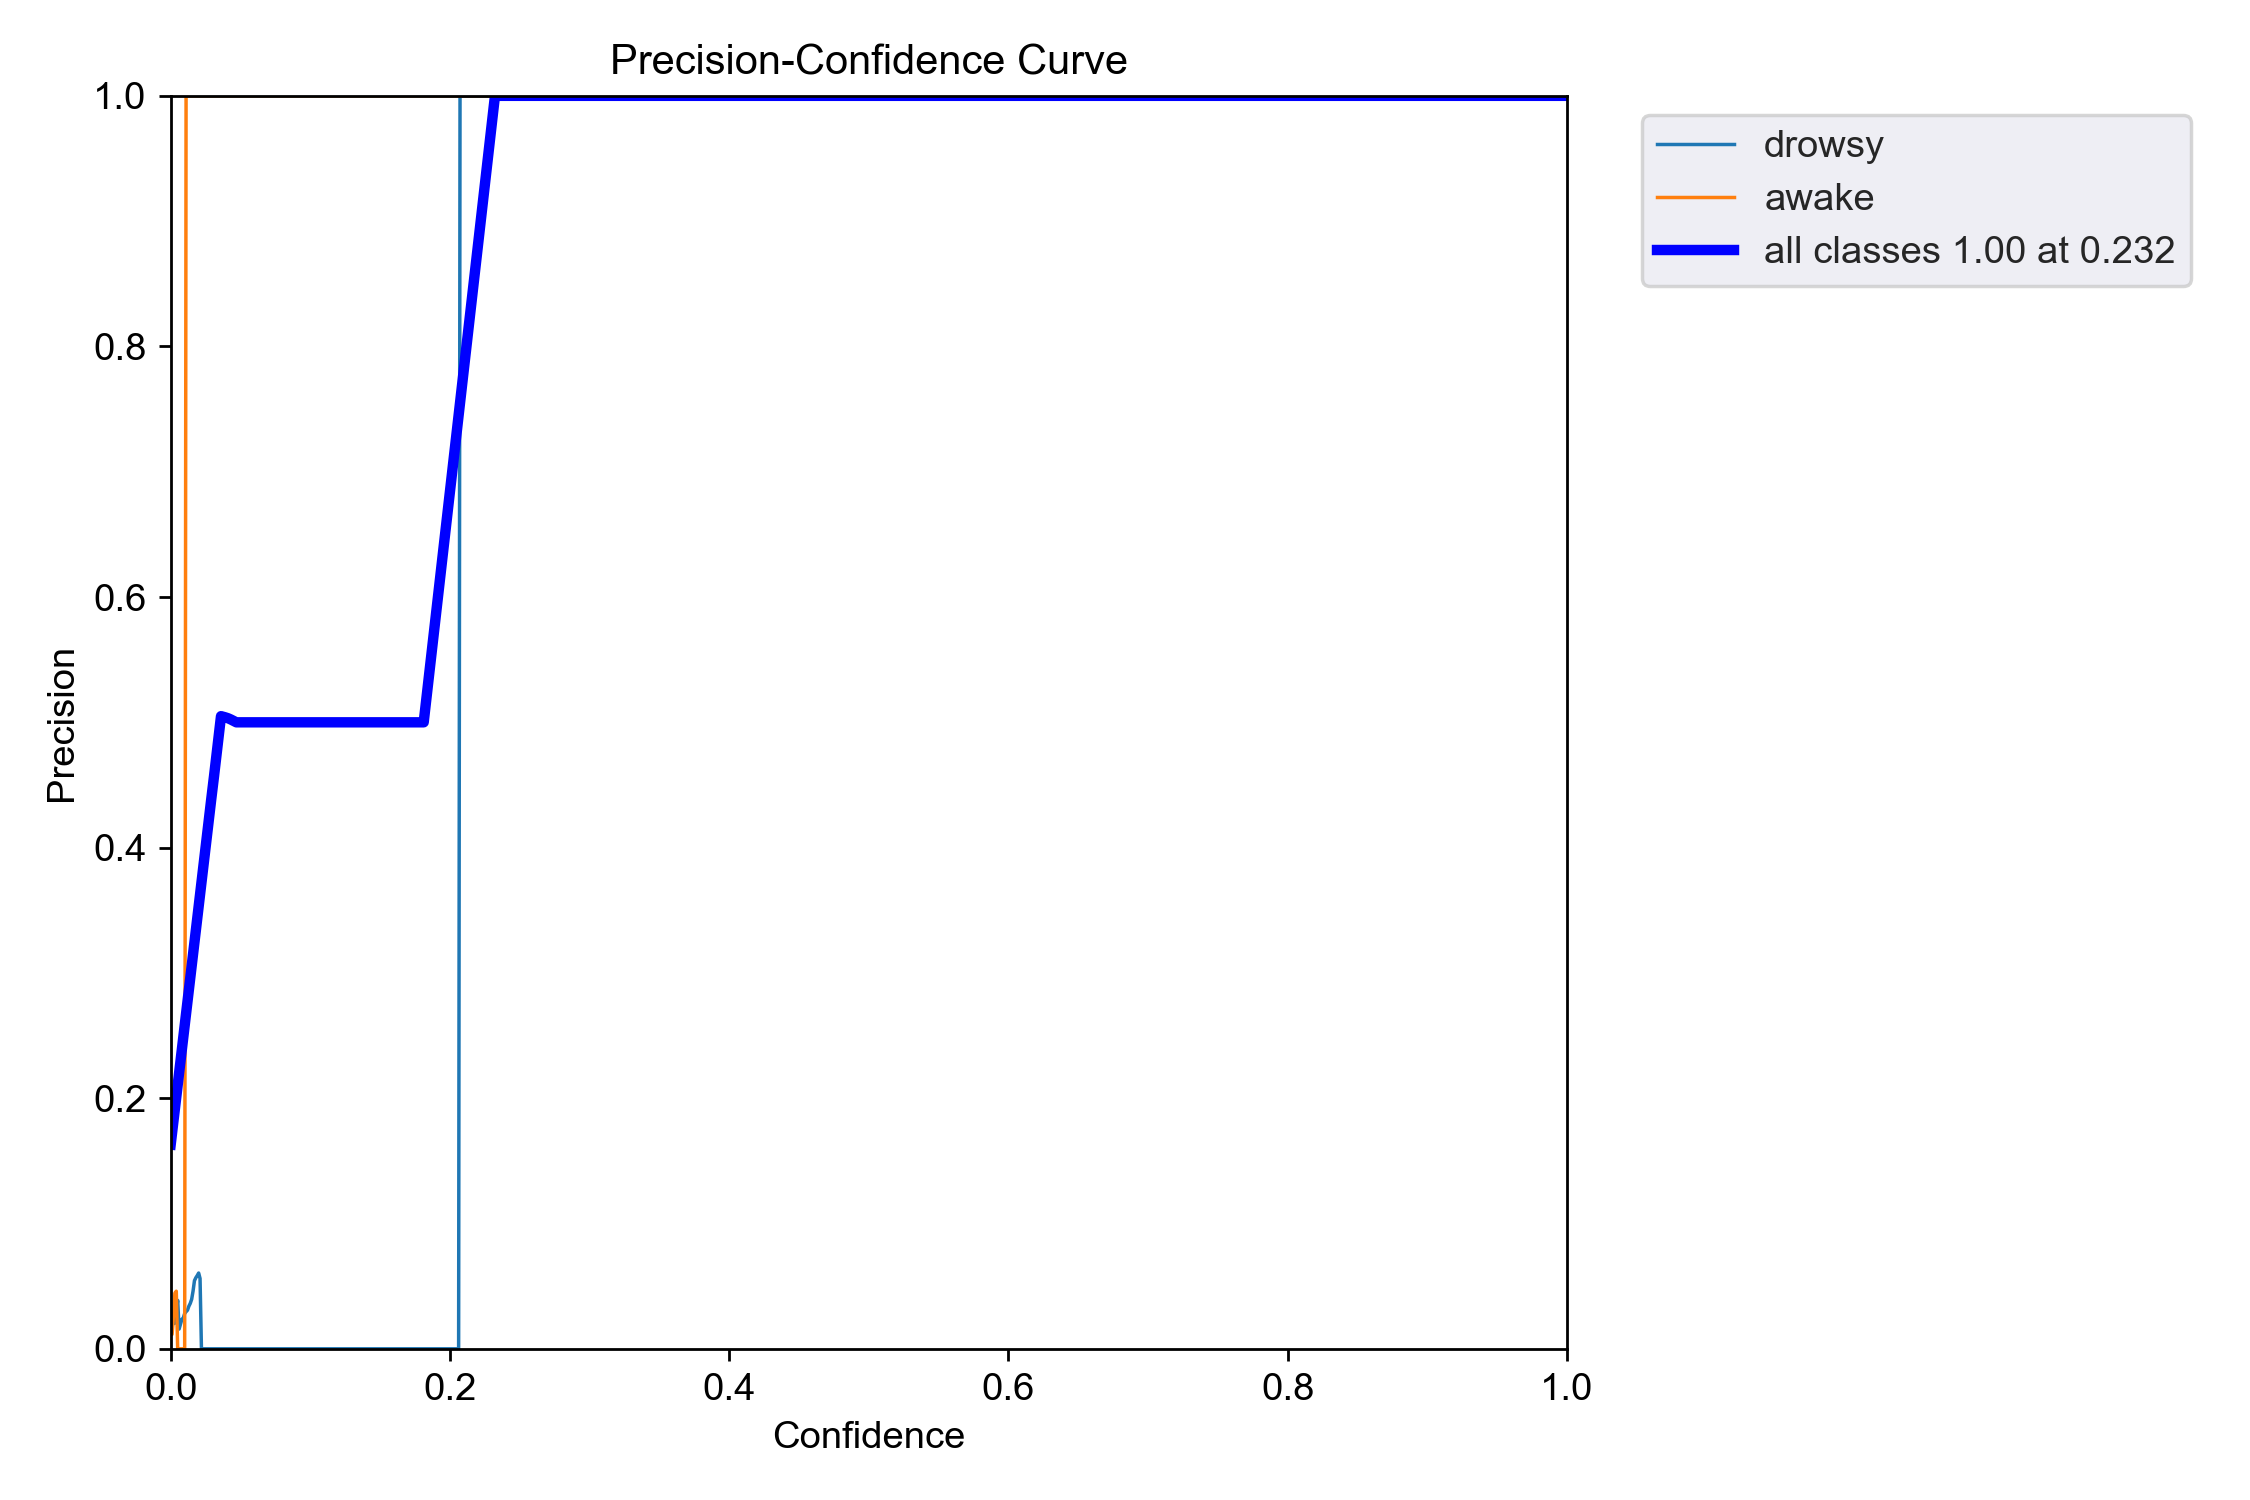 Precision-Confidence Curve
1.0
0.8
0.6
0.4
0.2
0.0
Precision
0.0 0.2 0.4 0.6 0.8 1.0
Confidence
drowsy
awake
all classes 1.00 at 0.232